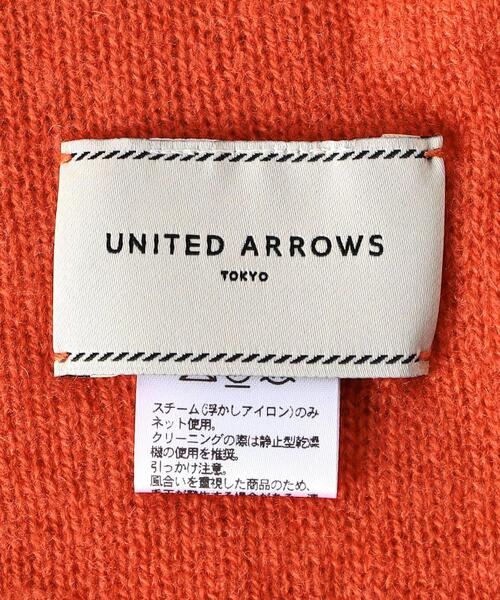 UNITED ARROWS
TOKYO
スチーム(浮かしアイロン)のみ
ネット使用。
クリーニングの際は静止型乾燥
機の使用を推奨。
引っかけ注意。
風合いを重視した商品のため、